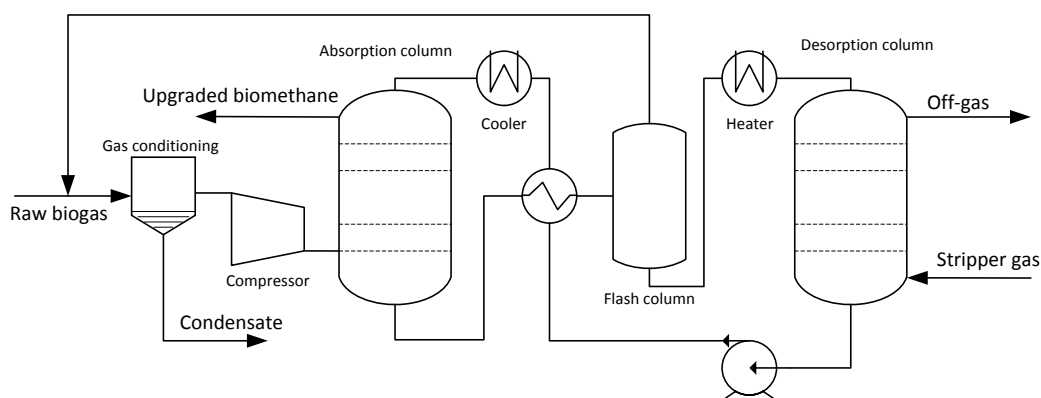 Absorption column
Desorption column
Upgraded biomethane
Off-gas
Cooler
Heater
Gas conditioning
Raw biogas
Stripper gas
Compressor
Flash column
Condensate